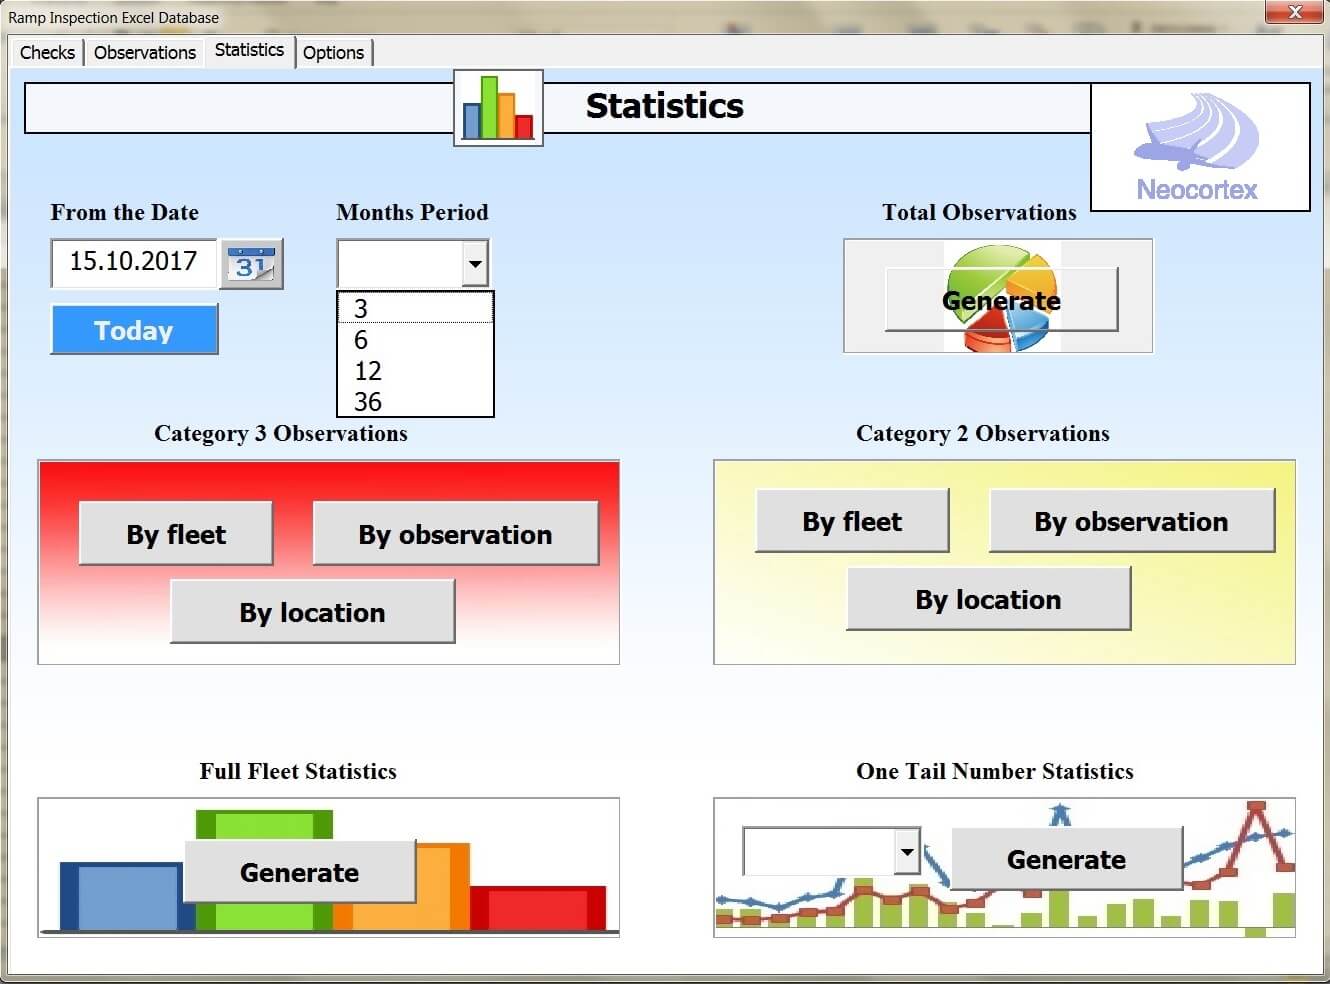 Ramp Inspection Excel Database
Checks
Observations
Statistics
Options
Statistics
Neocortex
From the Date
Months Period
Total Observations
15.10.2017
31
Generate
Today
3
6
12
36
Category 3 Observations
Category 2 Observations
By fleet
By observation
By location
By fleet
By observation
By location
Full Fleet Statistics
One Tail Number Statistics
Generate
Generate